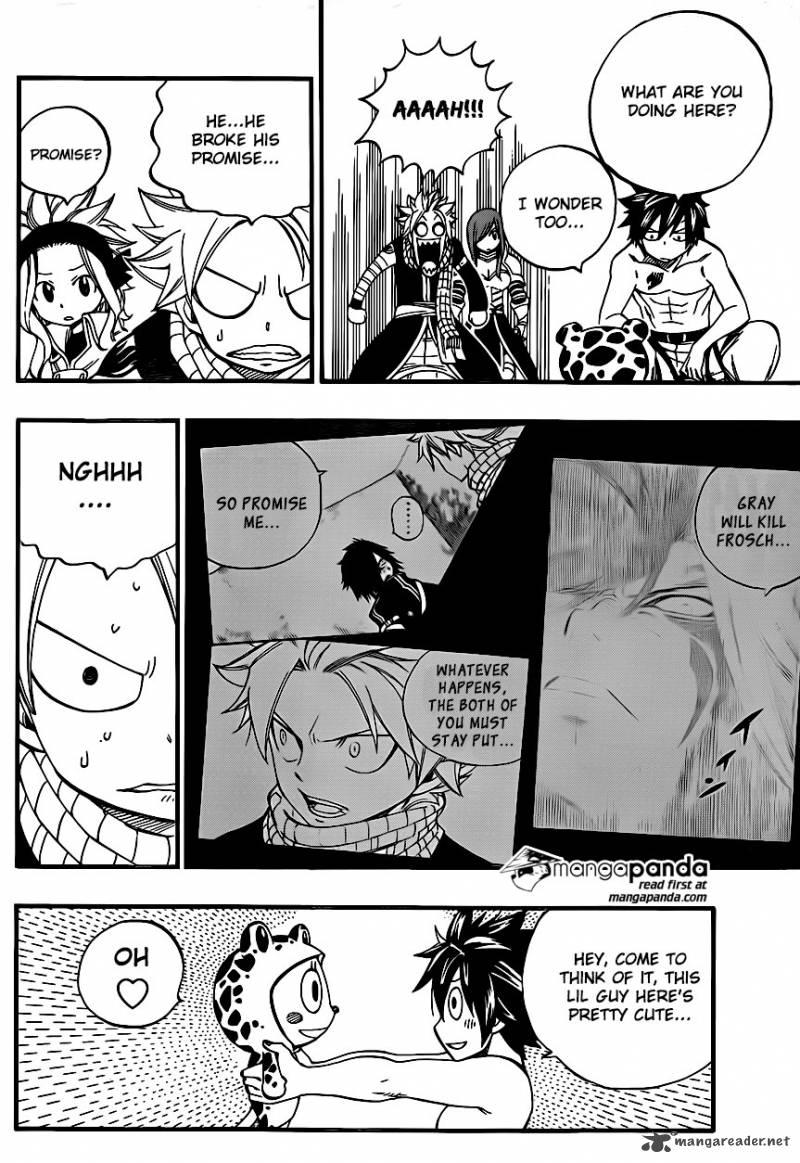 WHAT ARE YOU
DOING HERE?
I WONDER
TOO...
AAAAH!!!
HE...HE
BROKE HIS
PROMISE...
PROMISE?
GRAY
WILL KILL
FROSCH...
......
SO PROMISE
ME...
WHATEVER
HAPPENS,
THE BOTH OF
YOU MUST
STAY PUT...
NGHHH
....
mangapanda
read first at
mangapanda.com
HEY, COME TO
THINK OF IT, THIS
LIL GUY HERE'S
PRETTY CUTE...
OH
♡
mangareader.net